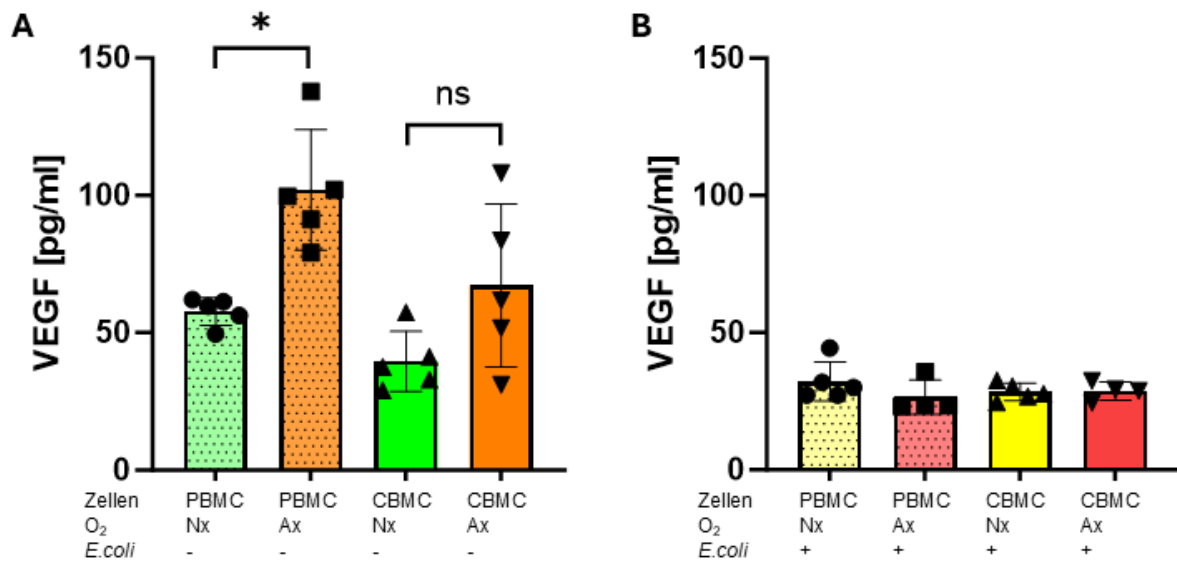 A
B
*
ns
VEGF [pg/ml]
150
100
50
0
Zellen PBMC PBMC CBMC CBMC
O₂ Nx Ax Nx Ax
E.coli - - - -
VEGF [pg/ml]
150
100
50
0
Zellen PBMC PBMC CBMC CBMC
O₂ Nx Ax Nx Ax
E.coli + + + +